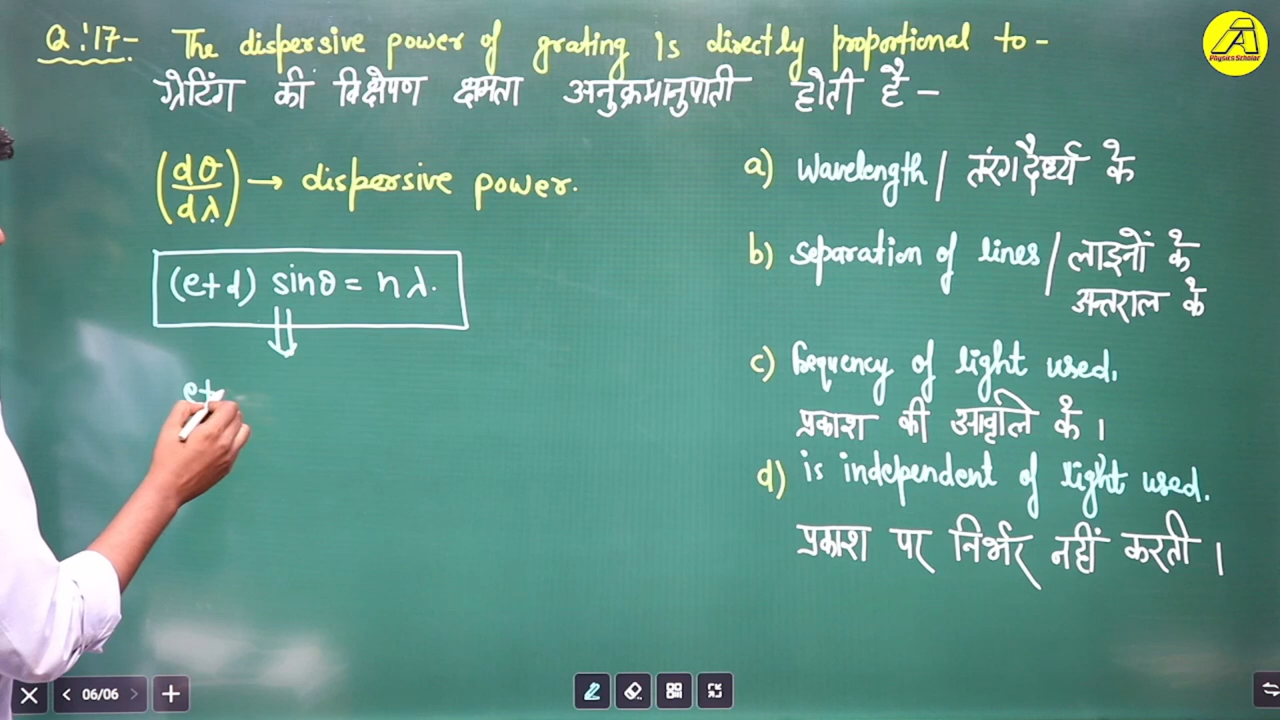 Q:17- The dispersive power of grating is directly proportional to -
ग्रेटिंग की विक्षेपण क्षमता अनुक्रमानुपाती होती है -
(dθ/dλ) → dispersive power.
(e+d) sinθ = nλ.
⇓
e+
a) wavelength / तरंगदैर्ध्य के
b) separation of lines / लाइनों के
अन्तराल के
c) frequency of light used.
प्रकाश की आवृत्ति के ।
d) is independent of light used.
प्रकाश पर निर्भर नहीं करती ।
A
Physics Scholar
06/06